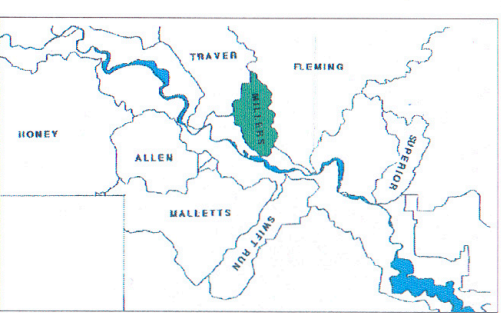 TRAVER
FLEMING
MILLERS
HONEY
ALLEN
SUPERIOR
MALLETTS
SWIFT RUN